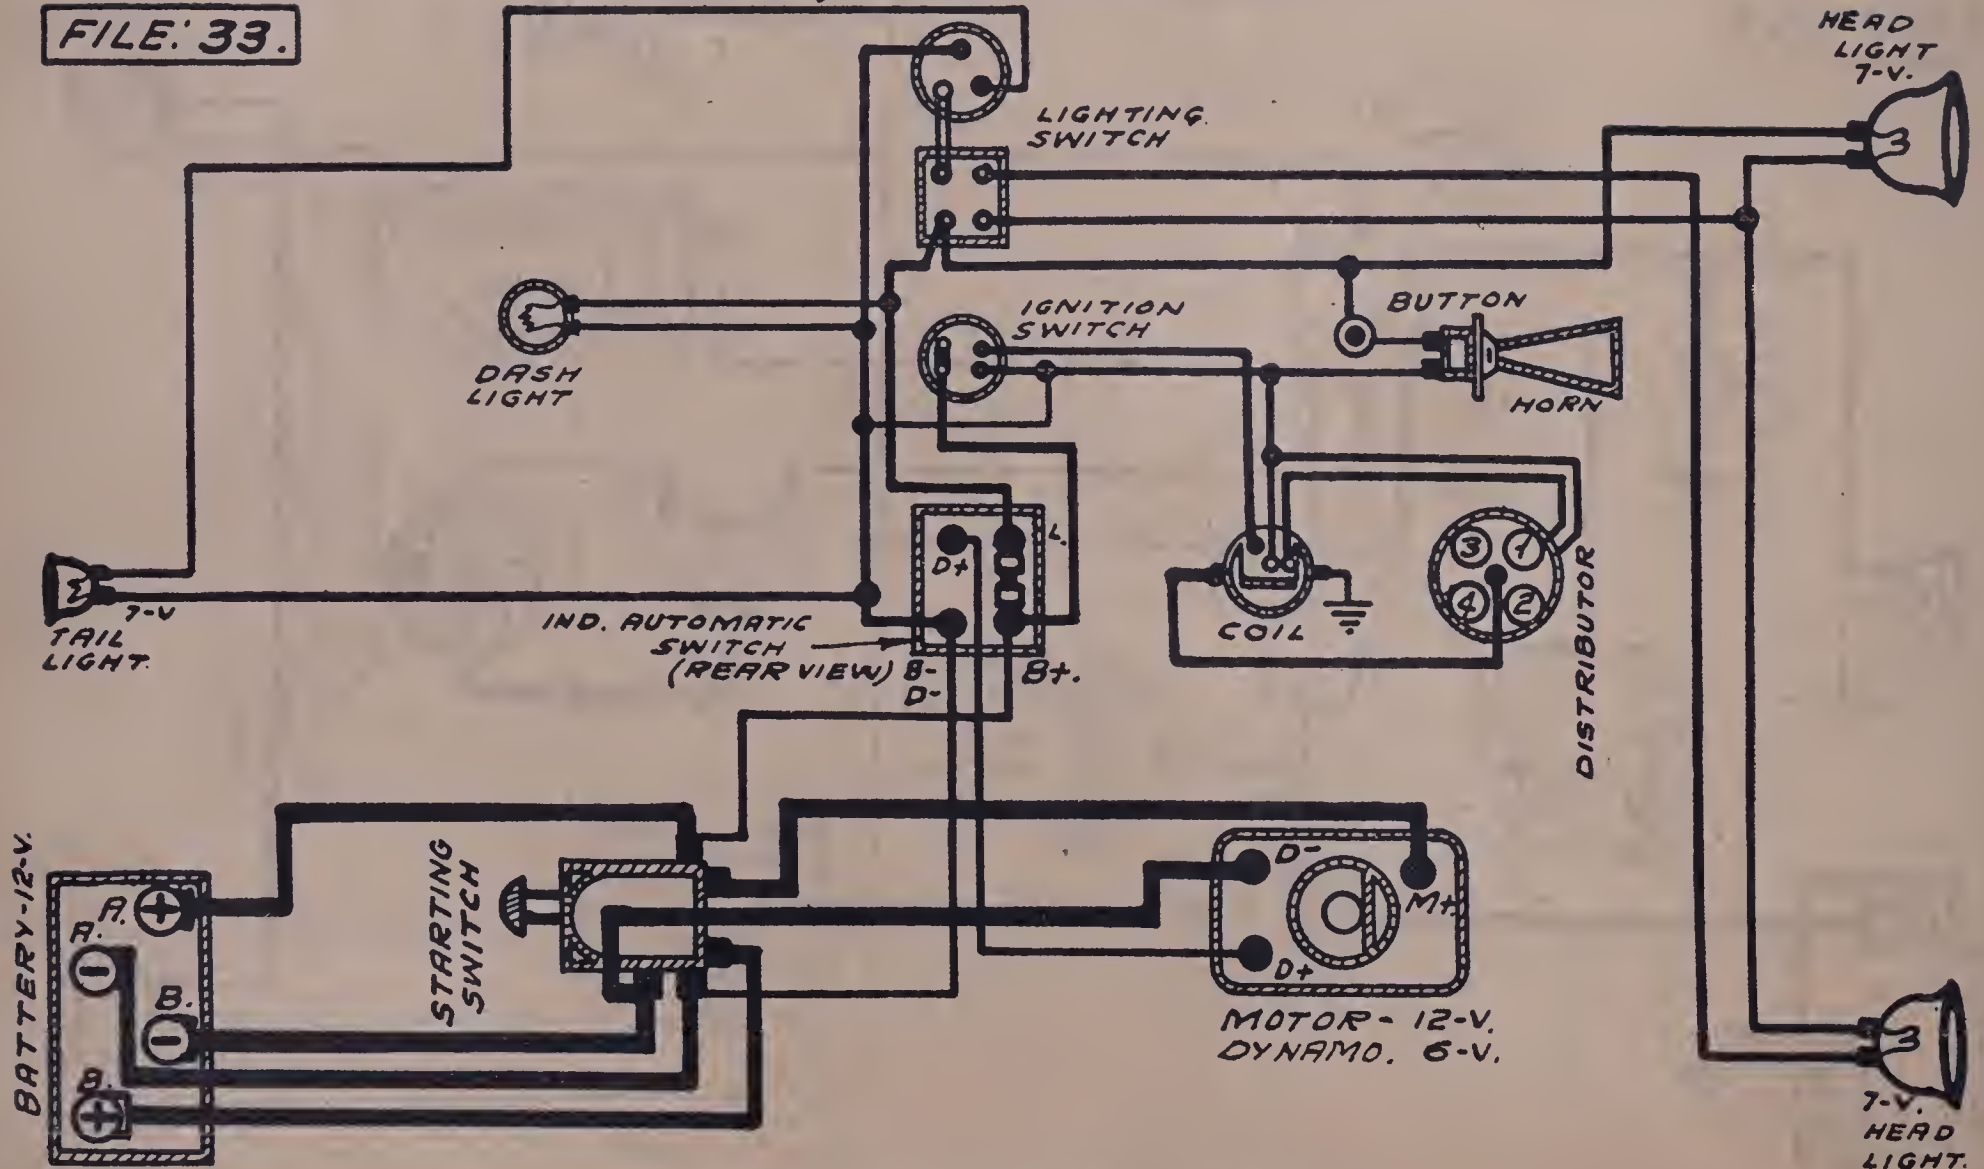 FILE: 33.
HEAD
LIGHT
7-V.
LIGHTING.
SWITCH
IGNITION
SWITCH
BUTTON
HORN
DASH
LIGHT
7-V
TAIL
LIGHT.
D+
L.
IND. AUTOMATIC
SWITCH
(REAR VIEW)
B-
D-
B+.
COIL
3
1
4
2
DISTRIBUTOR
BATTERY-12-V.
A. +
A. -
B. -
B. +
STARTING
SWITCH
D-
M+.
D+
MOTOR- 12-V.
DYNAMO. 6-V.
7-V.
HEAD
LIGHT.